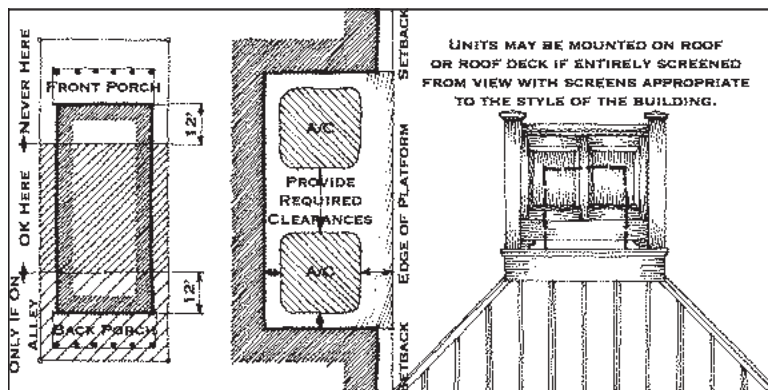 NEVER HERE
OK HERE
ONLY IF ON
ALLEY
FRONT PORCH
12'
12'
BACK PORCH
A/C
PROVIDE
REQUIRED
CLEARANCES
A/C
SETBACK
EDGE OF PLATFORM
SETBACK
UNITS MAY BE MOUNTED ON ROOF
OR ROOF DECK IF ENTIRELY SCREENED
FROM VIEW WITH SCREENS APPROPRIATE
TO THE STYLE OF THE BUILDING.